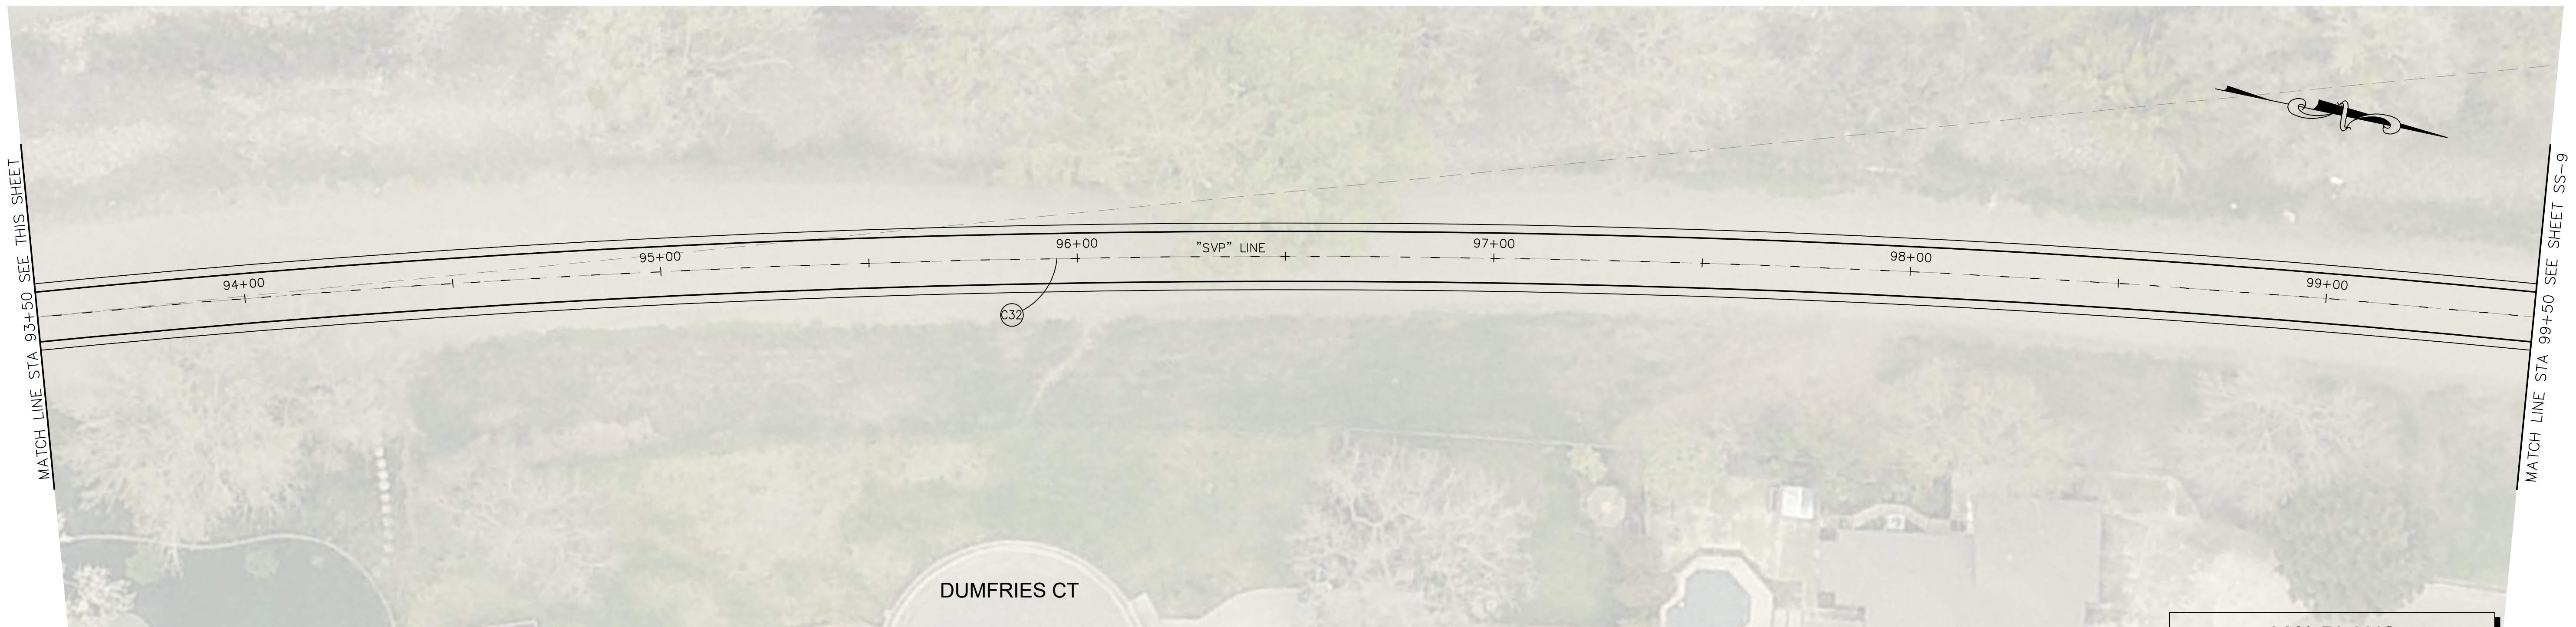 MATCH LINE STA 93+50 SEE THIS SHEET
94+00
95+00
96+00
"SVP" LINE
97+00
98+00
99+00
C32
MATCH LINE STA 99+50 SEE SHEET SS-9
DUMFRIES CT